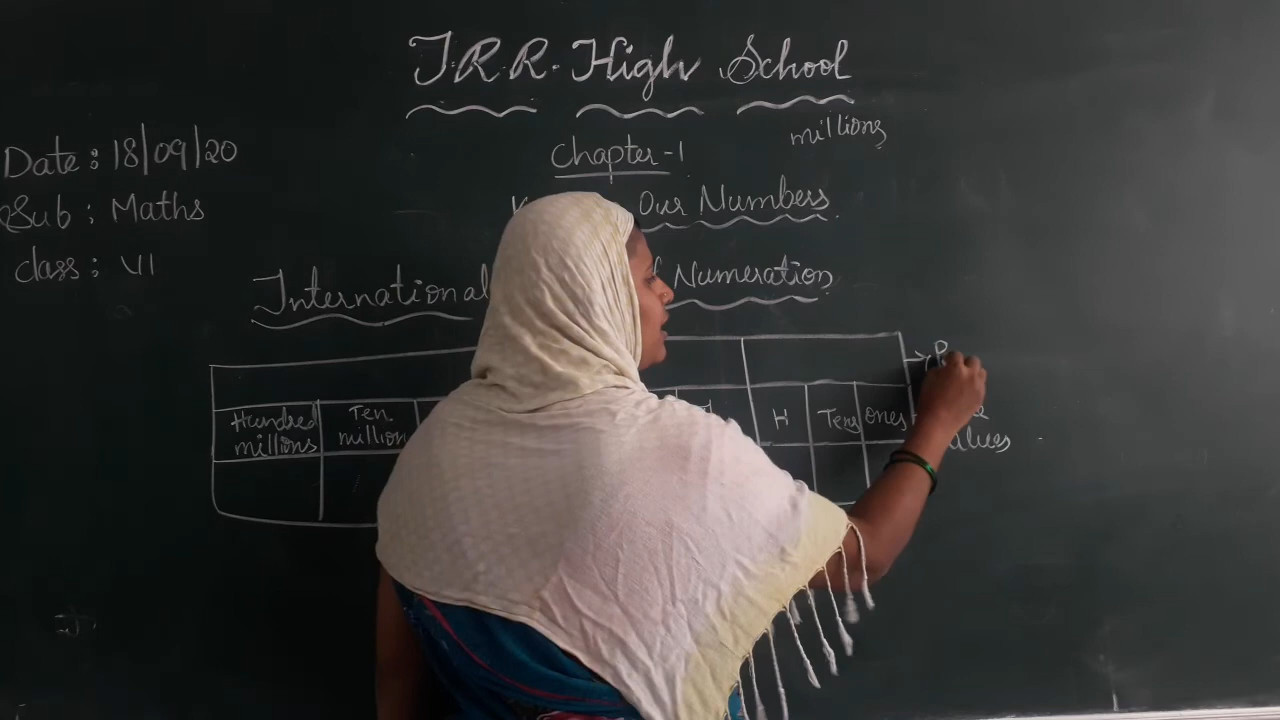 J.R.R. High School
millions
Date: 18/09/20
Chapter-1
Sub: Maths
Our Numbers
Class: VI
International Numeration
Hundred millions
Ten. million
H
Tens
ones